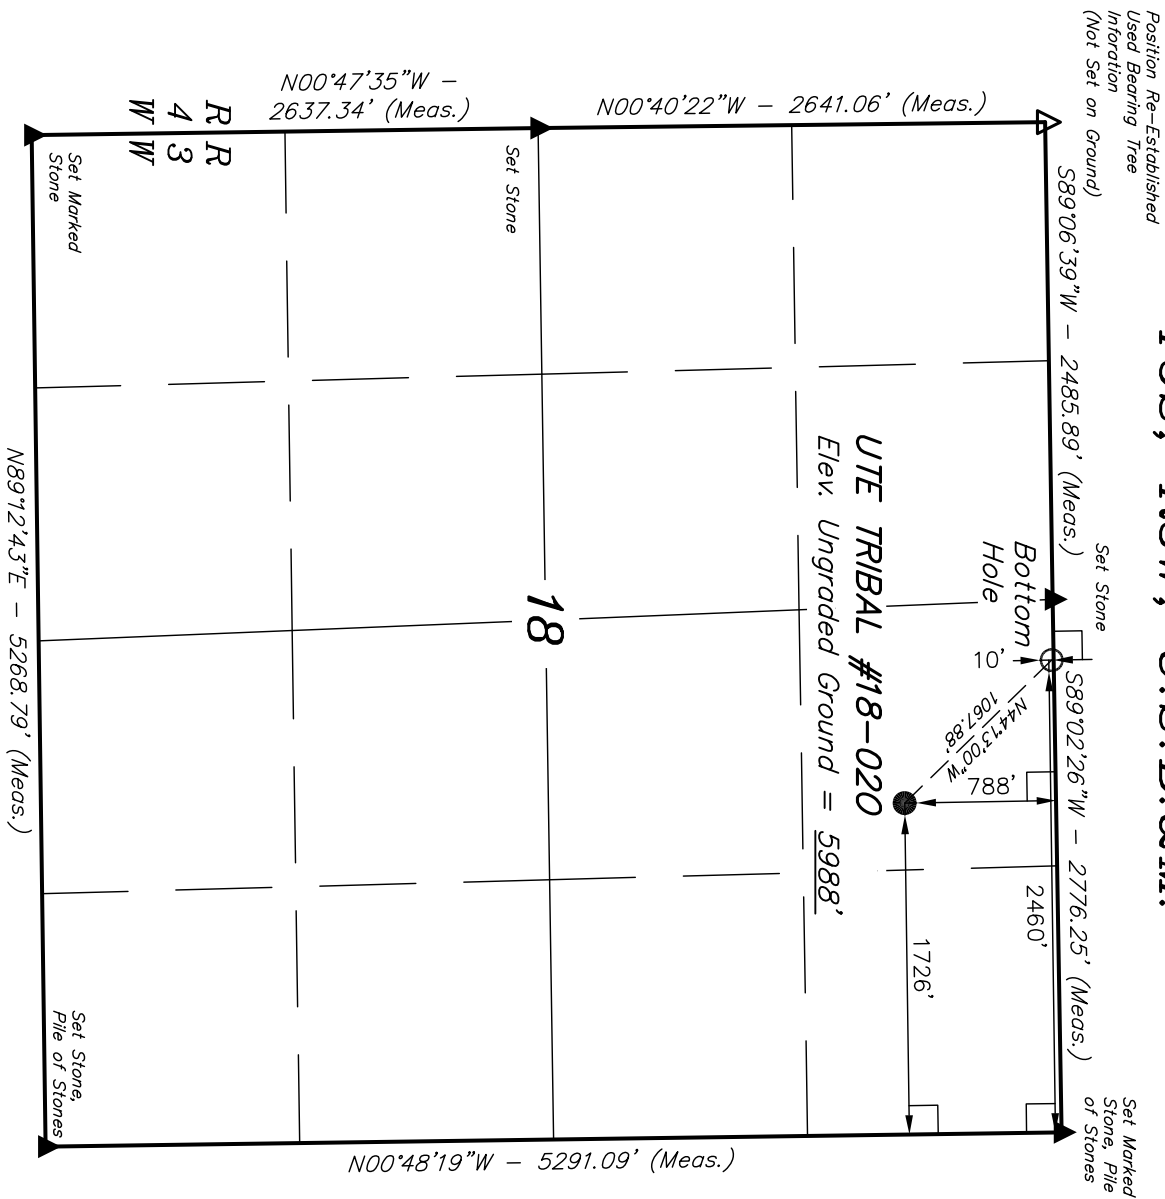 Position Re-Established
Used Bearing Tree
Inforation
(Not Set on Ground)
S89°06'39"W - 2485.89' (Meas.)
Set Stone
S89°02'26"W - 2776.25' (Meas.)
Set Marked
Stone, Pile
of Stones
N00°40'22"W - 2641.06' (Meas.)
N00°47'35"W -
2637.34' (Meas.)
Bottom
Hole
10'
2460'
N44°13'00"W
1067.88'
788'
1726'
UTE TRIBAL #18-020
Elev. Ungraded Ground = 5988'
Set Stone
18
R R
4 3
W W
Set Marked
Stone
Set Stone,
Pile of Stones
N00°48'19"W - 5291.09' (Meas.)
N89°12'43"E - 5268.79' (Meas.)